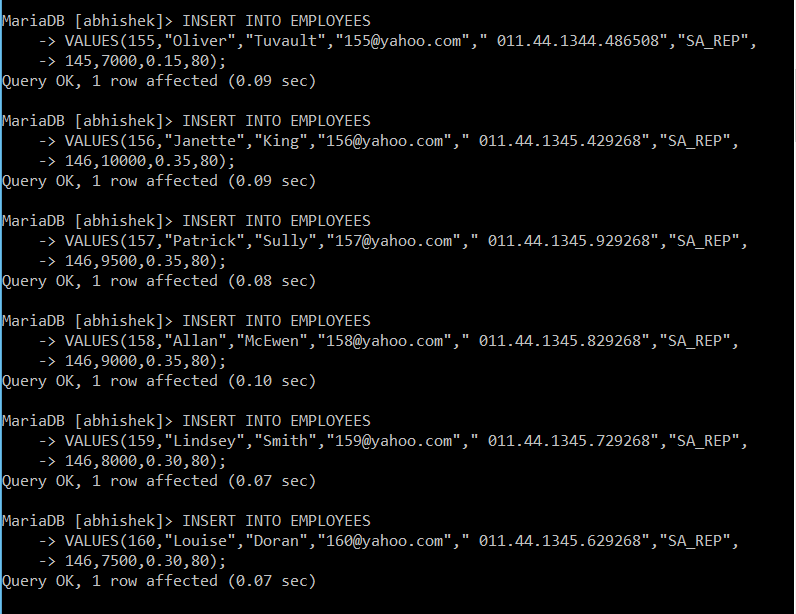 MariaDB [abhishek]> INSERT INTO EMPLOYEES
    -> VALUES(155,"Oliver","Tuvault","155@yahoo.com"," 011.44.1344.486508","SA_REP",
    -> 145,7000,0.15,80);
Query OK, 1 row affected (0.09 sec)

MariaDB [abhishek]> INSERT INTO EMPLOYEES
    -> VALUES(156,"Janette","King","156@yahoo.com"," 011.44.1345.429268","SA_REP",
    -> 146,10000,0.35,80);
Query OK, 1 row affected (0.09 sec)

MariaDB [abhishek]> INSERT INTO EMPLOYEES
    -> VALUES(157,"Patrick","Sully","157@yahoo.com"," 011.44.1345.929268","SA_REP",
    -> 146,9500,0.35,80);
Query OK, 1 row affected (0.08 sec)

MariaDB [abhishek]> INSERT INTO EMPLOYEES
    -> VALUES(158,"Allan","McEwen","158@yahoo.com"," 011.44.1345.829268","SA_REP",
    -> 146,9000,0.35,80);
Query OK, 1 row affected (0.10 sec)

MariaDB [abhishek]> INSERT INTO EMPLOYEES
    -> VALUES(159,"Lindsey","Smith","159@yahoo.com"," 011.44.1345.729268","SA_REP",
    -> 146,8000,0.30,80);
Query OK, 1 row affected (0.07 sec)

MariaDB [abhishek]> INSERT INTO EMPLOYEES
    -> VALUES(160,"Louise","Doran","160@yahoo.com"," 011.44.1345.629268","SA_REP",
    -> 146,7500,0.30,80);
Query OK, 1 row affected (0.07 sec)